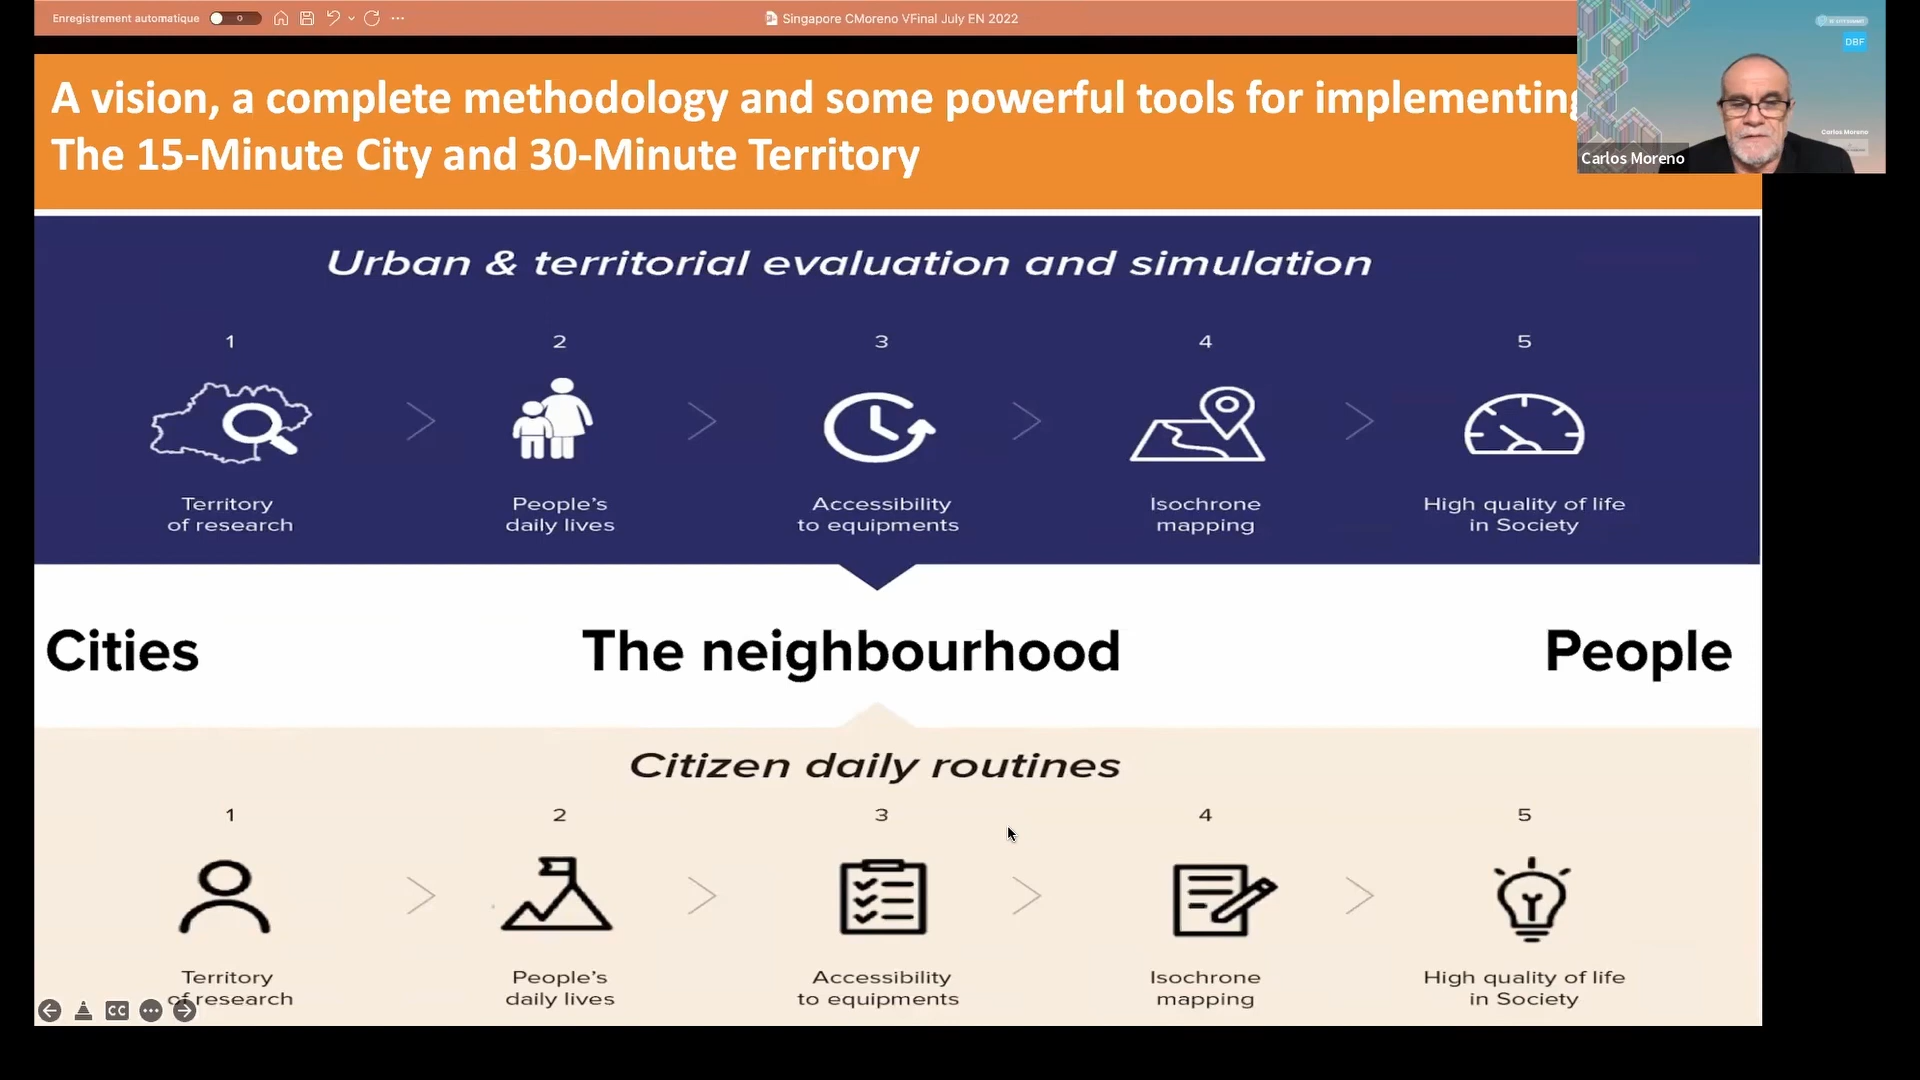 Enregistrement automatique
Singapore CMoreno VFinal July EN 2022
DBF
Carlos Moreno
Carlos Moreno
A vision, a complete methodology and some powerful tools for implementing
The 15-Minute City and 30-Minute Territory
Urban & territorial evaluation and simulation
1 2 3 4 5
Territory of research
People's daily lives
Accessibility to equipments
Isochrone mapping
High quality of life in Society
Cities The neighbourhood People
Citizen daily routines
1 2 3 4 5
Territory of research
People's daily lives
Accessibility to equipments
Isochrone mapping
High quality of life in Society
CC